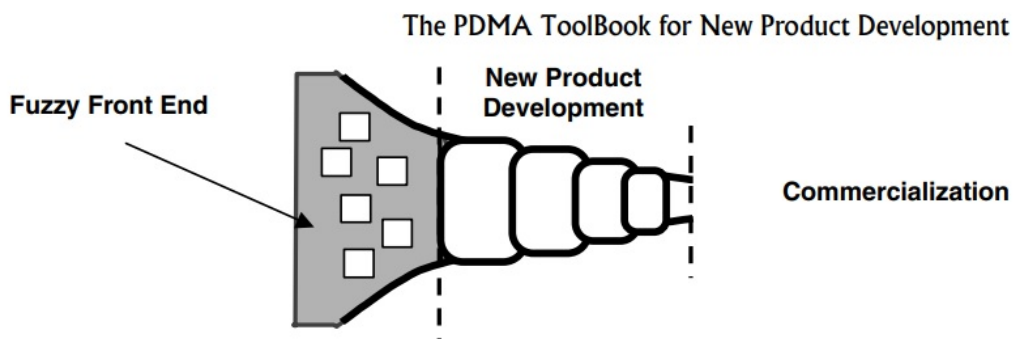 The PDMA ToolBook for New Product Development
New Product
Development
Fuzzy Front End
Commercialization